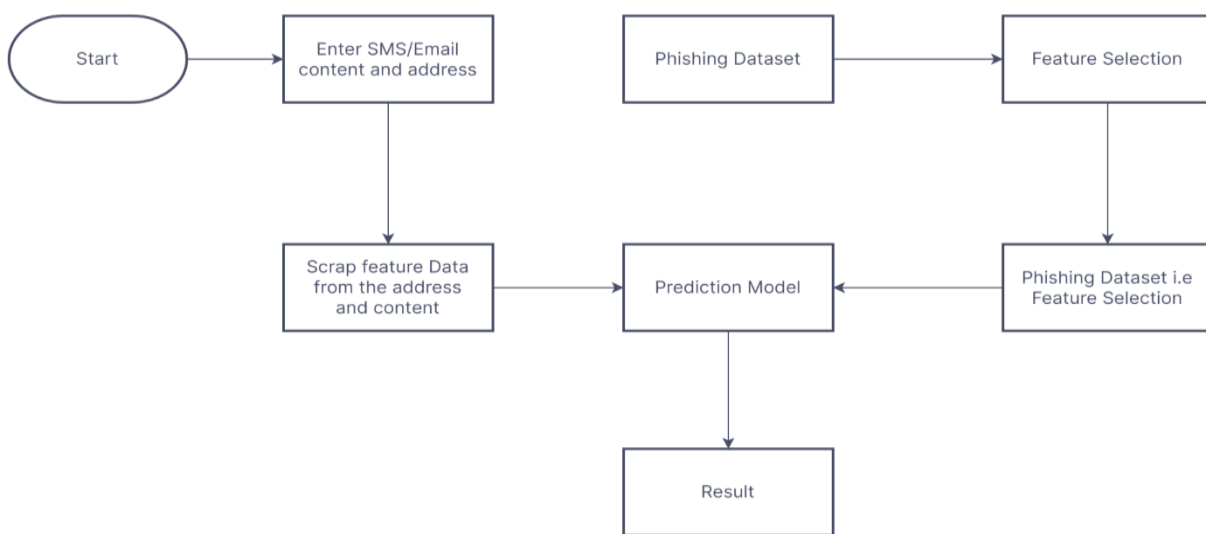 Start
Enter SMS/Email
content and address
Phishing Dataset
Feature Selection
Scrap feature Data
from the address
and content
Prediction Model
Phishing Dataset i.e
Feature Selection
Result